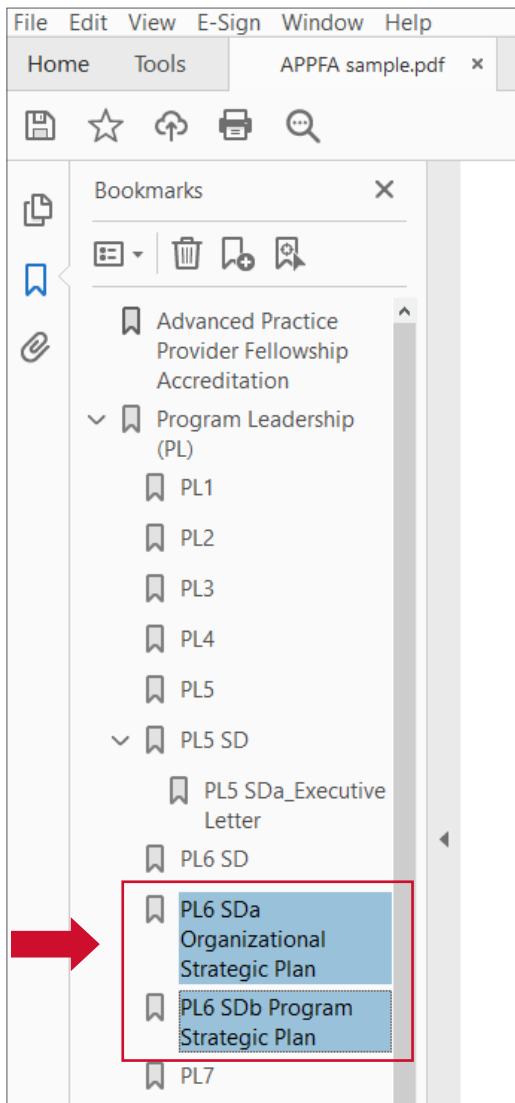 File Edit View E-Sign Window Help
Home Tools APPFA sample.pdf ×
Bookmarks ×
Advanced Practice
Provider Fellowship
Accreditation
Program Leadership
(PL)
PL1
PL2
PL3
PL4
PL5
PL5 SD
PL5 SDa_Executive
Letter
PL6 SD
PL6 SDa
Organizational
Strategic Plan
PL6 SDb Program
Strategic Plan
PL7